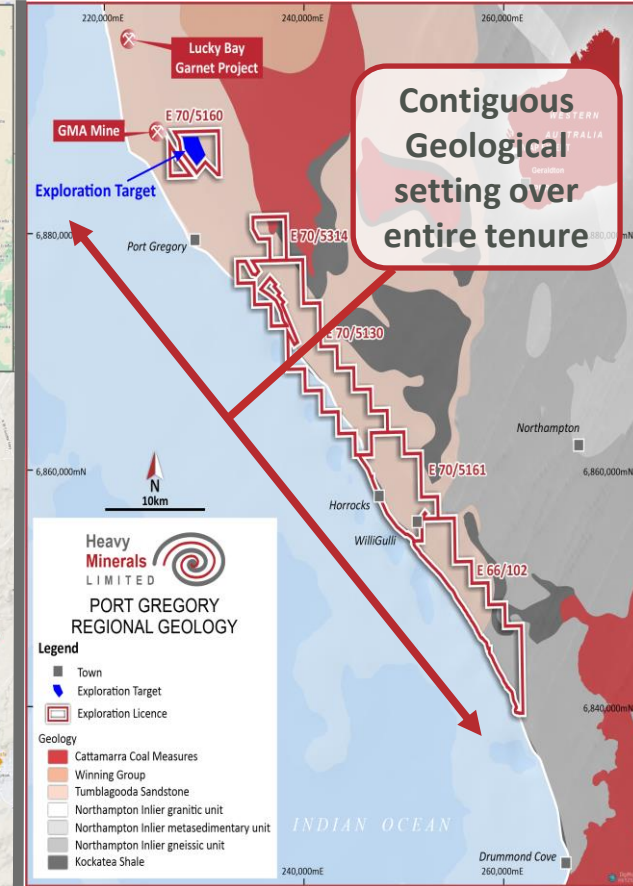 220,000mE
240,000mE
260,000mE
Lucky Bay
Garnet Project
GMA Mine
E 70/5160
Exploration Target
Contiguous
Geological
setting over
entire tenure
WESTERN
AUSTRALIA
Geraldton
6,880,000mN
Port Gregory
E 70/5314
E 70/5130
Northampton
6,860,000mN
6,860,000mN
E 70/5161
N
10km
Horrocks
WilliGulli
E 66/102
Heavy
Minerals
LIMITED
PORT GREGORY
REGIONAL GEOLOGY
Legend
Town
Exploration Target
Exploration Licence
Geology
Cattamarra Coal Measures
Winning Group
Tumblagooda Sandstone
Northampton Inlier granitic unit
Northampton Inlier metasedimentary unit
Northampton Inlier gneissic unit
Kockatea Shale
6,840,000mN
INDIAN OCEAN
Drummond Cove
240,000mE
260,000mE